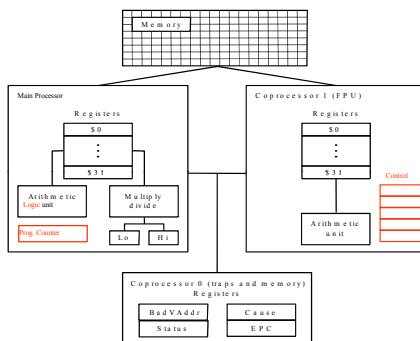 Memory
Main Processor
Registers
$0
$31
Arithmetic
Logic unit
Multiply
divide
Prog. Counter
Lo
Hi
Coprocessor 1 (FPU)
Registers
$0
$31
Control
Arithmetic
unit
Coprocessor 0 (traps and memory)
Registers
BadVAddr
Cause
Status
EPC